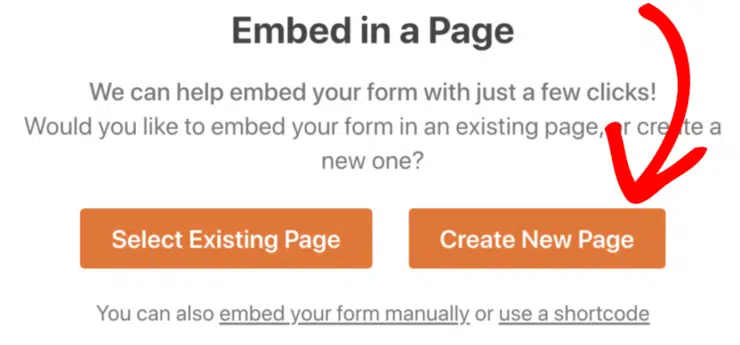 Embed in a Page
We can help embed your form with just a few clicks!
Would you like to embed your form in an existing page, or create a
new one?
Select Existing Page
Create New Page
You can also embed your form manually or use a shortcode